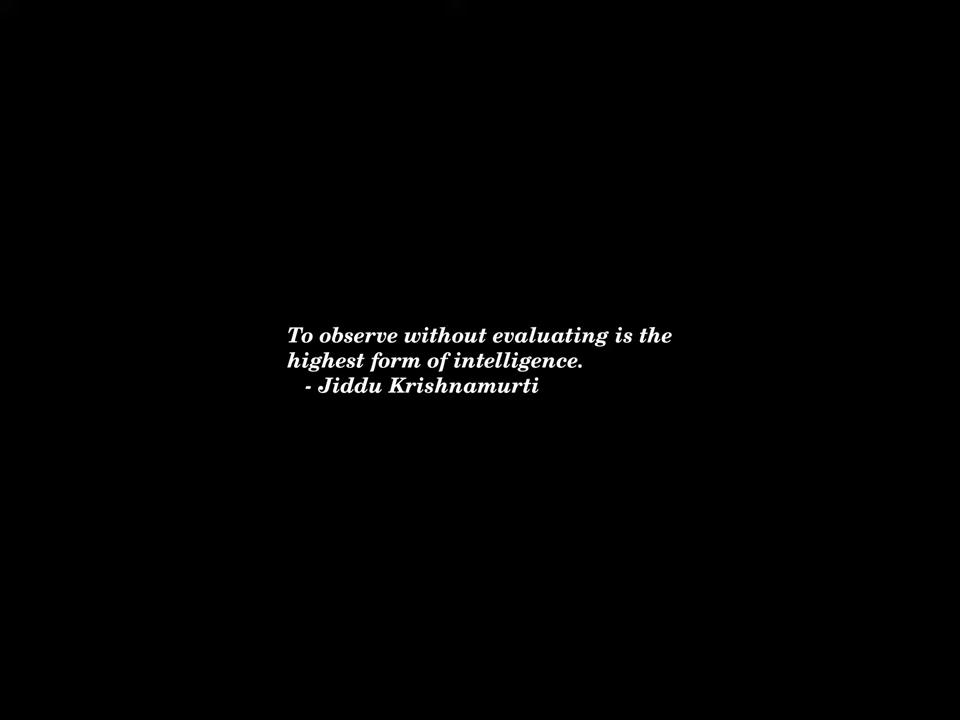 To observe without evaluating is the
highest form of intelligence.
- Jiddu Krishnamurti